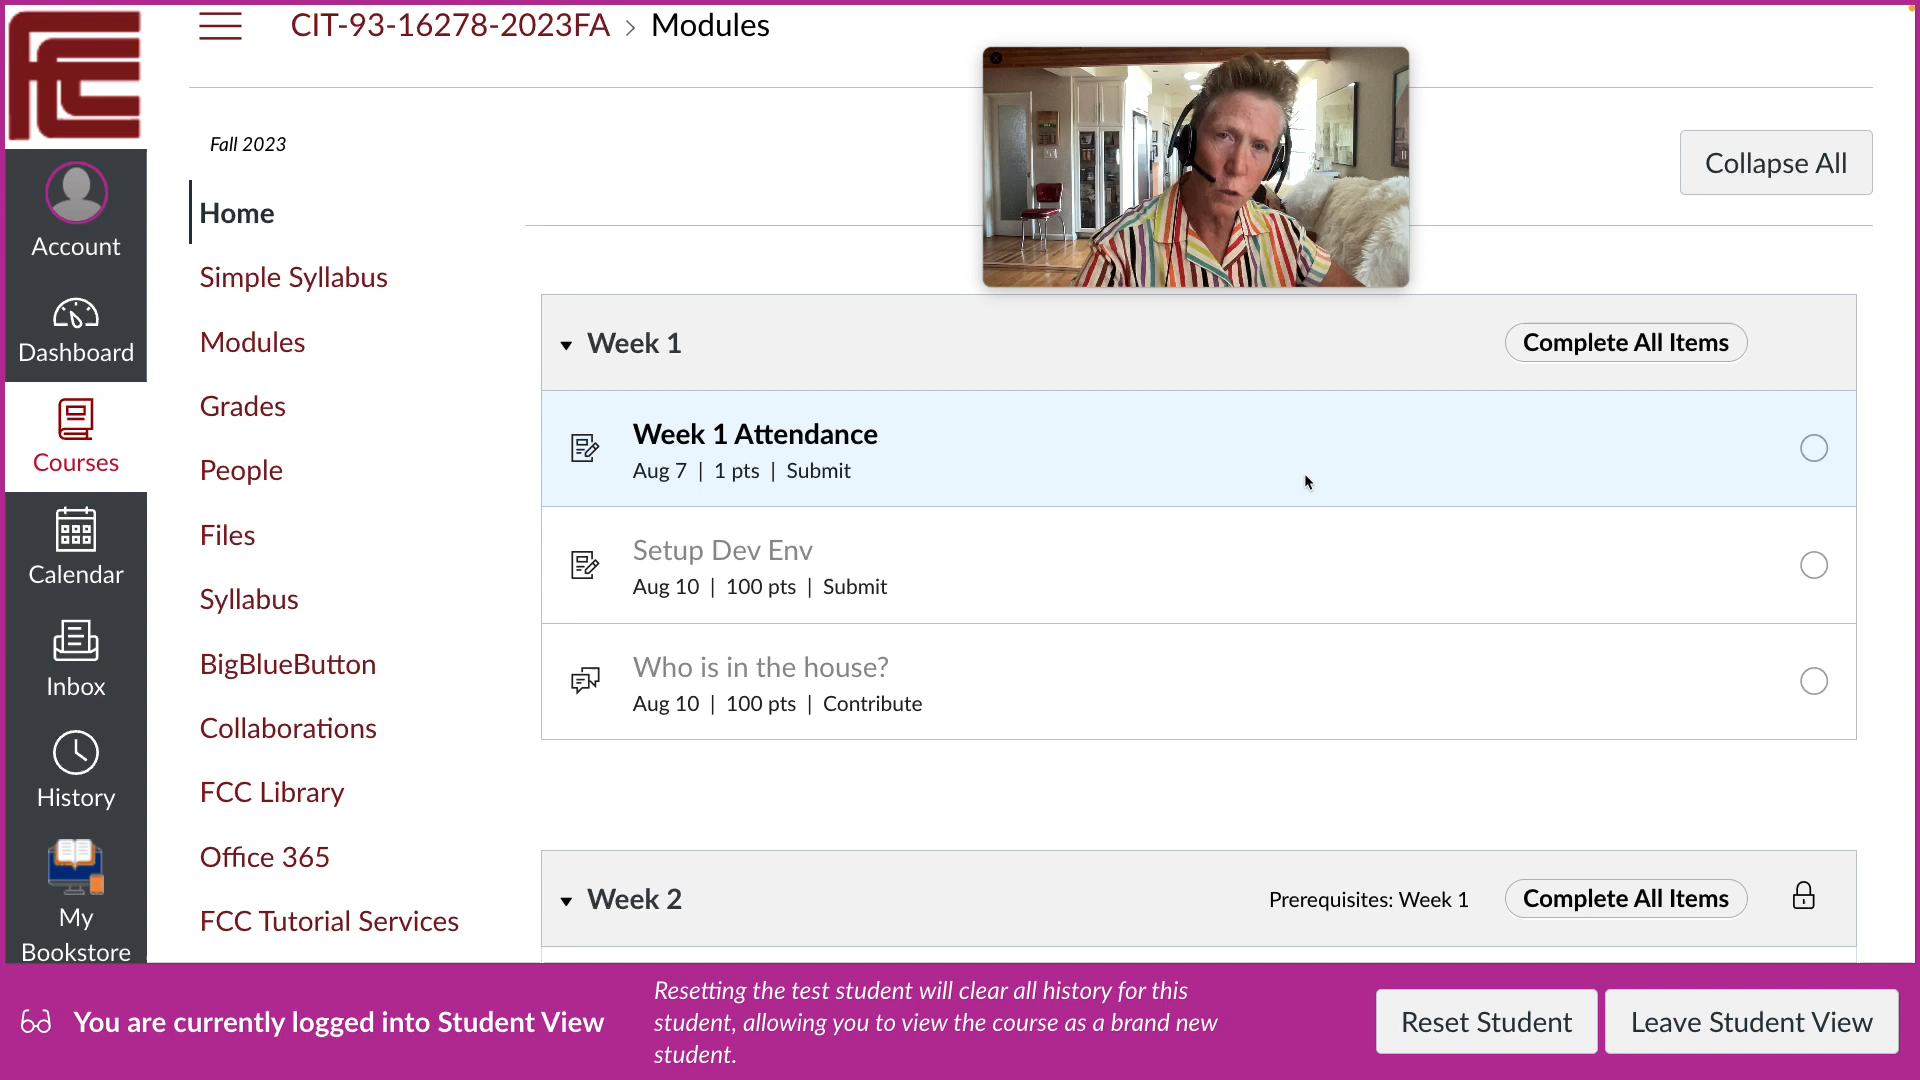 CIT-93-16278-2023FA > Modules
Fall 2023
Collapse All
Home
Simple Syllabus
Modules
Grades
People
Files
Syllabus
BigBlueButton
Collaborations
FCC Library
Office 365
FCC Tutorial Services
FCC
Account
Dashboard
Courses
Calendar
Inbox
History
My
Bookstore
Week 1
Complete All Items
Week 1 Attendance
Aug 7 | 1 pts | Submit
Setup Dev Env
Aug 10 | 100 pts | Submit
Who is in the house?
Aug 10 | 100 pts | Contribute
Week 2
Prerequisites: Week 1
Complete All Items
You are currently logged into Student View
Resetting the test student will clear all history for this
student, allowing you to view the course as a brand new
student.
Reset Student
Leave Student View